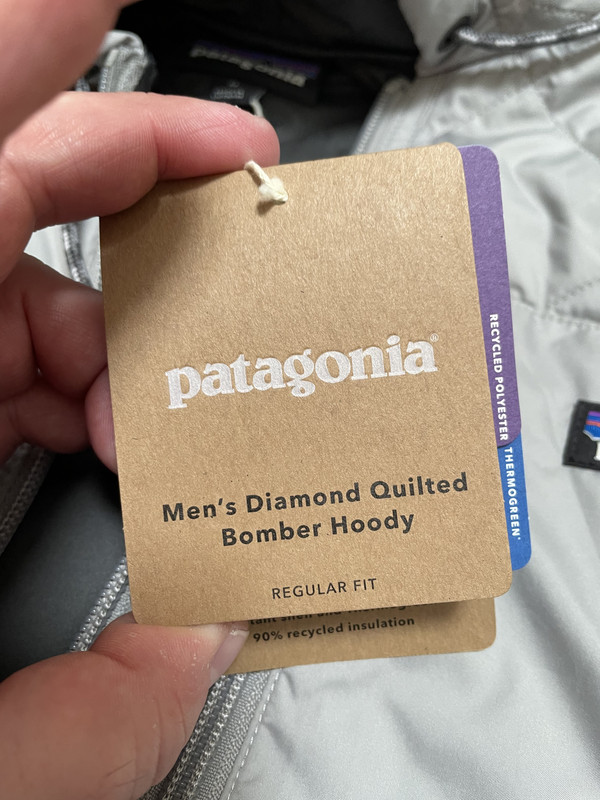 patagonia®
Men's Diamond Quilted
Bomber Hoody
REGULAR FIT
90% recycled insulation
RECYCLED POLYESTER
THERMOGREEN®